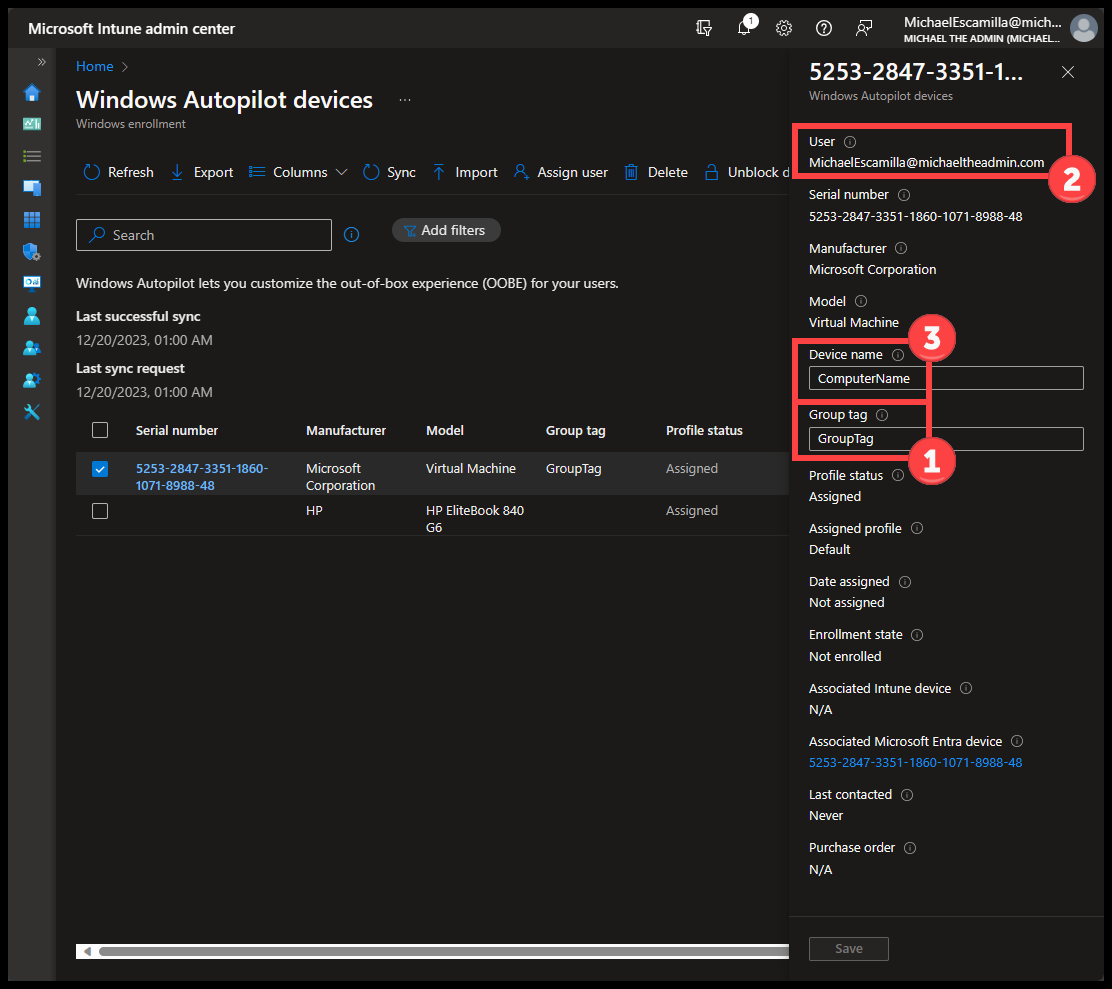 Microsoft Intune admin center
1
MichaelEscamilla@mich...
MICHAEL THE ADMIN (MICHAEL...
Home
Windows Autopilot devices
...
Windows enrollment
Refresh
Export
Columns
Sync
Import
Assign user
Delete
Unblock d
Search
Add filters
Windows Autopilot lets you customize the out-of-box experience (OOBE) for your users.
Last successful sync
12/20/2023, 01:00 AM
Last sync request
12/20/2023, 01:00 AM
Serial number
Manufacturer
Model
Group tag
Profile status
5253-2847-3351-1860-
1071-8988-48
Microsoft
Corporation
Virtual Machine
GroupTag
Assigned
HP
HP EliteBook 840
G6
Assigned
5253-2847-3351-1...
Windows Autopilot devices
User
MichaelEscamilla@michaeltheadmin.com
2
Serial number
5253-2847-3351-1860-1071-8988-48
Manufacturer
Microsoft Corporation
Model
Virtual Machine
3
Device name
ComputerName
Group tag
GroupTag
1
Profile status
Assigned
Assigned profile
Default
Date assigned
Not assigned
Enrollment state
Not enrolled
Associated Intune device
N/A
Associated Microsoft Entra device
5253-2847-3351-1860-1071-8988-48
Last contacted
Never
Purchase order
N/A
Save